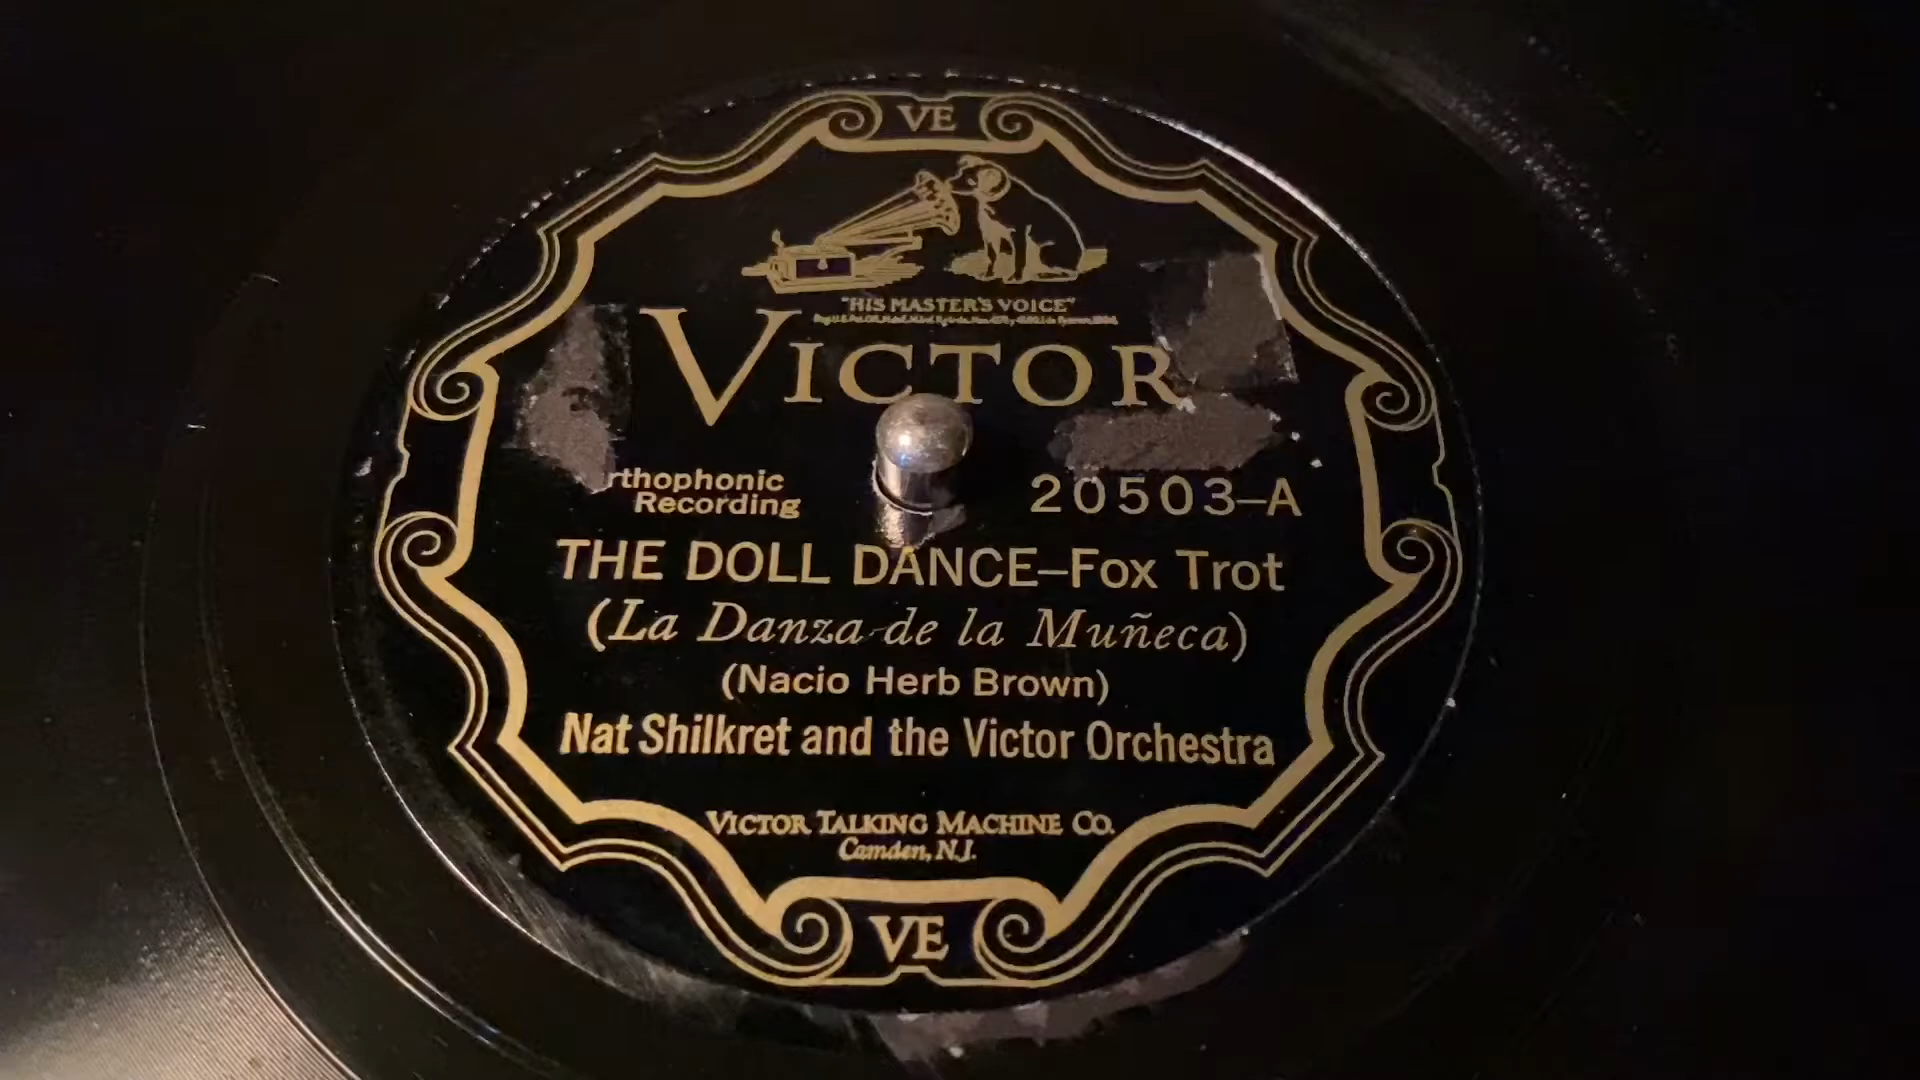 VE
"HIS MASTER'S VOICE"
VICTOR
rthophonic
Recording
20503-A
THE DOLL DANCE—Fox Trot
(La Danza de la Muñeca)
(Nacio Herb Brown)
Nat Shilkret and the Victor Orchestra
VICTOR TALKING MACHINE CO.
Camden, N.J.
VE